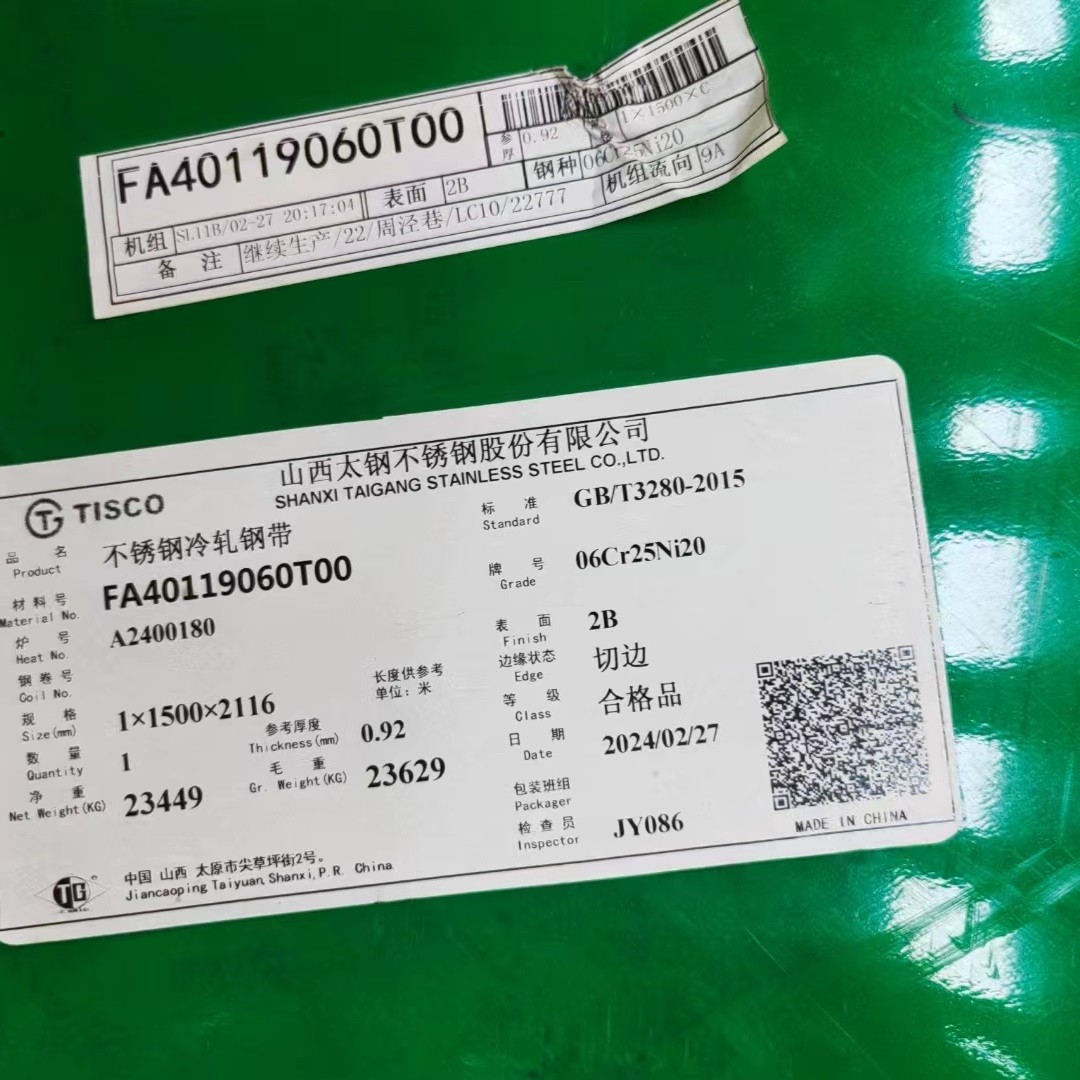 FA40119060T00
参厚 0.92 1×1500×C
机组 SL11B/02-27 20:17:04 表面 2B 钢种 06Cr25Ni20
备 注 继续生产/22/周泾巷/LC10/22777 机组流向 9A
山西太钢不锈钢股份有限公司
SHANXI TAIGANG STAINLESS STEEL CO.,LTD.
TISCO
品 名 不锈钢冷轧钢带
Product
标 准 GB/T3280-2015
Standard
材料号 FA40119060T00
Material No.
牌 号 06Cr25Ni20
Grade
炉 号 A2400180
Heat No.
表 面 2B
Finish
钢卷号
Coil No.
长度供参考
单位：米
边缘状态 切边
Edge
规 格 1×1500×2116
Size(mm)
参考厚度 0.92
Thickness(mm)
等 级 合格品
Class
数 量 1
Quantity
日 期 2024/02/27
Date
净 重 23449
Net Weight(KG)
毛 重 23629
Gr. Weight(KG)
包装班组
Packager
检查员 JY086
Inspector
MADE IN CHINA
TG
中国 山西 太原市尖草坪街2号。
Jiancaoping Taiyuan, Shanxi, P.R. China